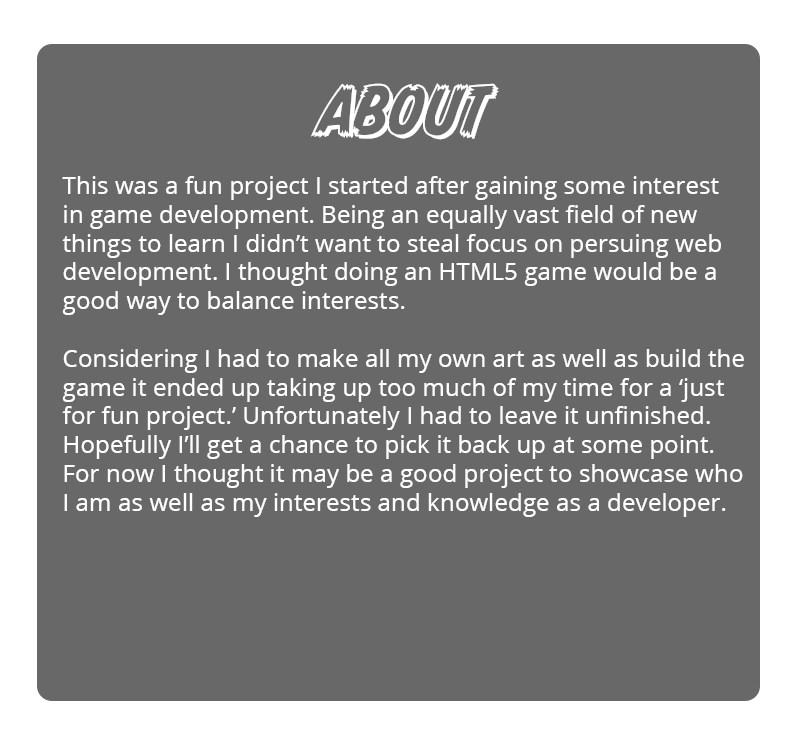 ABOUT
This was a fun project I started after gaining some interest
in game development. Being an equally vast field of new
things to learn I didn’t want to steal focus on persuing web
development. I thought doing an HTML5 game would be a
good way to balance interests.
Considering I had to make all my own art as well as build the
game it ended up taking up too much of my time for a ‘just
for fun project.’ Unfortunately I had to leave it unfinished.
Hopefully I’ll get a chance to pick it back up at some point.
For now I thought it may be a good project to showcase who
I am as well as my interests and knowledge as a developer.